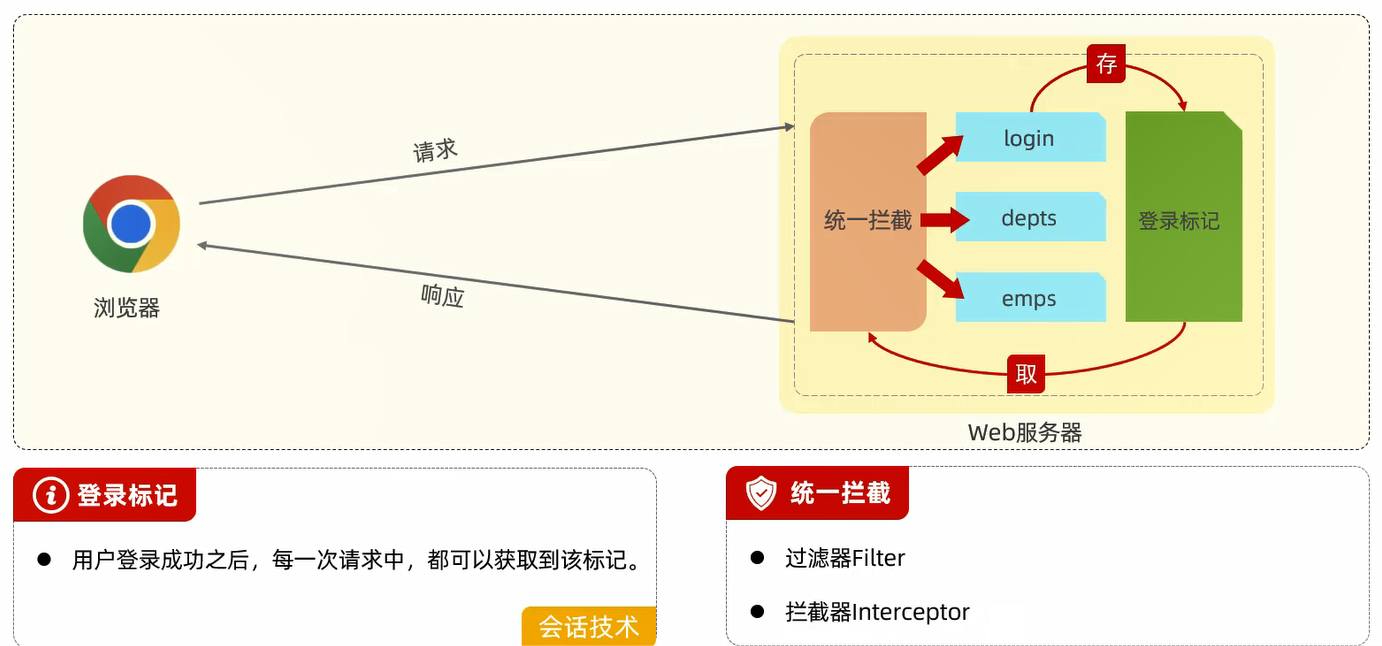 存
请求
login
统一拦截
depts
登录标记
emps
浏览器
响应
取
Web服务器
登录标记
用户登录成功之后，每一次请求中，都可以获取到该标记。
会话技术
统一拦截
过滤器Filter
拦截器Interceptor